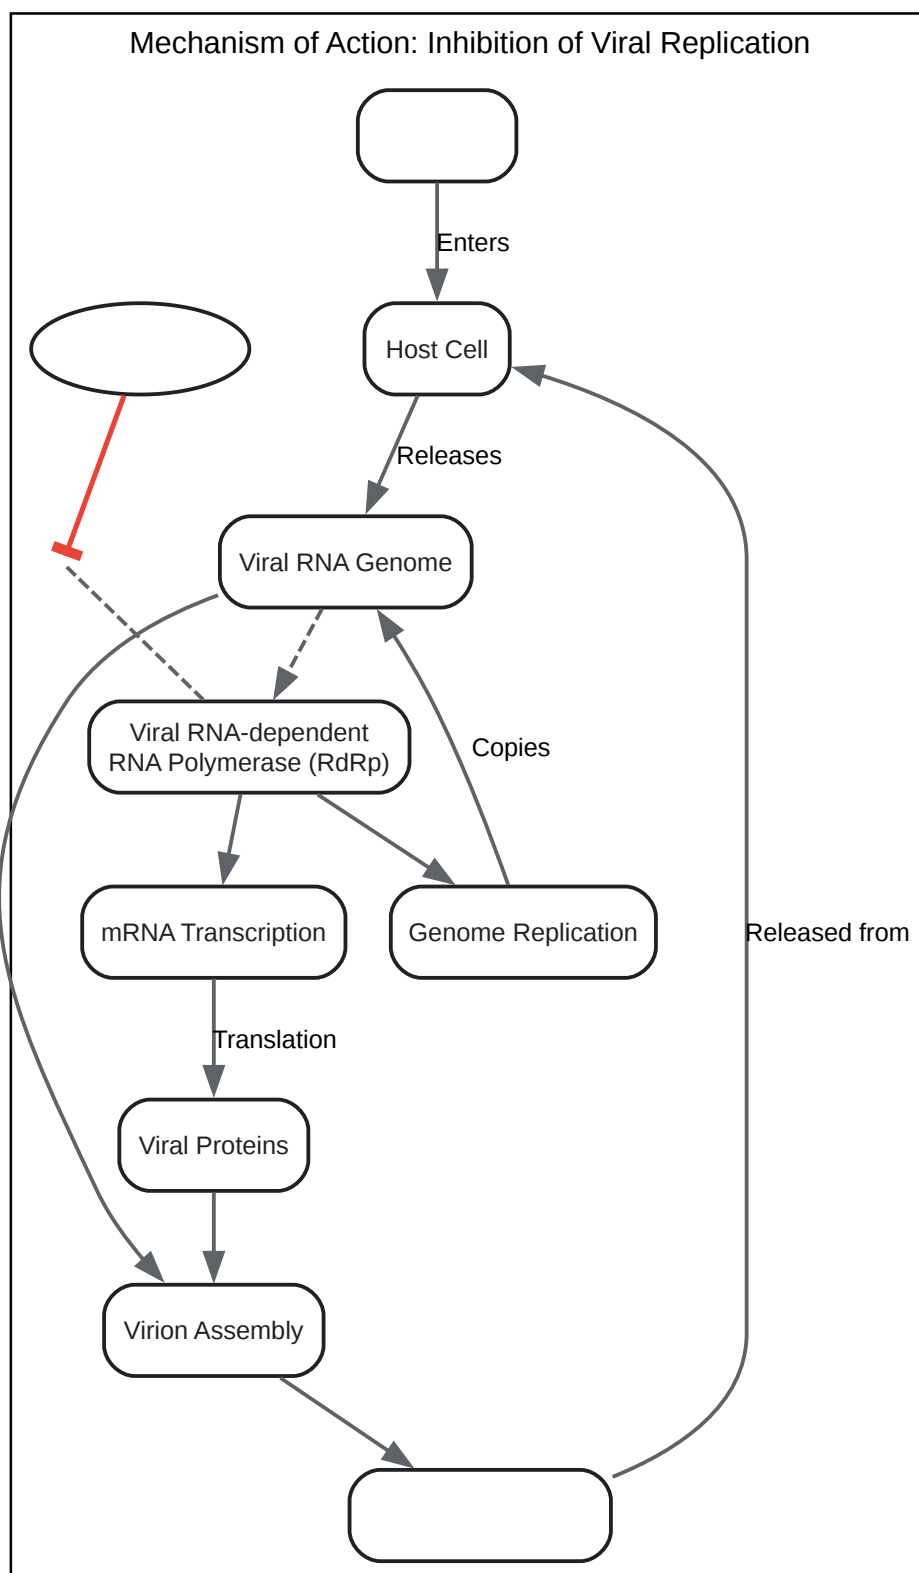 Mechanism of Action: Inhibition of Viral Replication
Enters
Host Cell
Releases
Viral RNA Genome
Viral RNA-dependent
RNA Polymerase (RdRp)
Copies
mRNA Transcription
Genome Replication
Released from
Translation
Viral Proteins
Virion Assembly